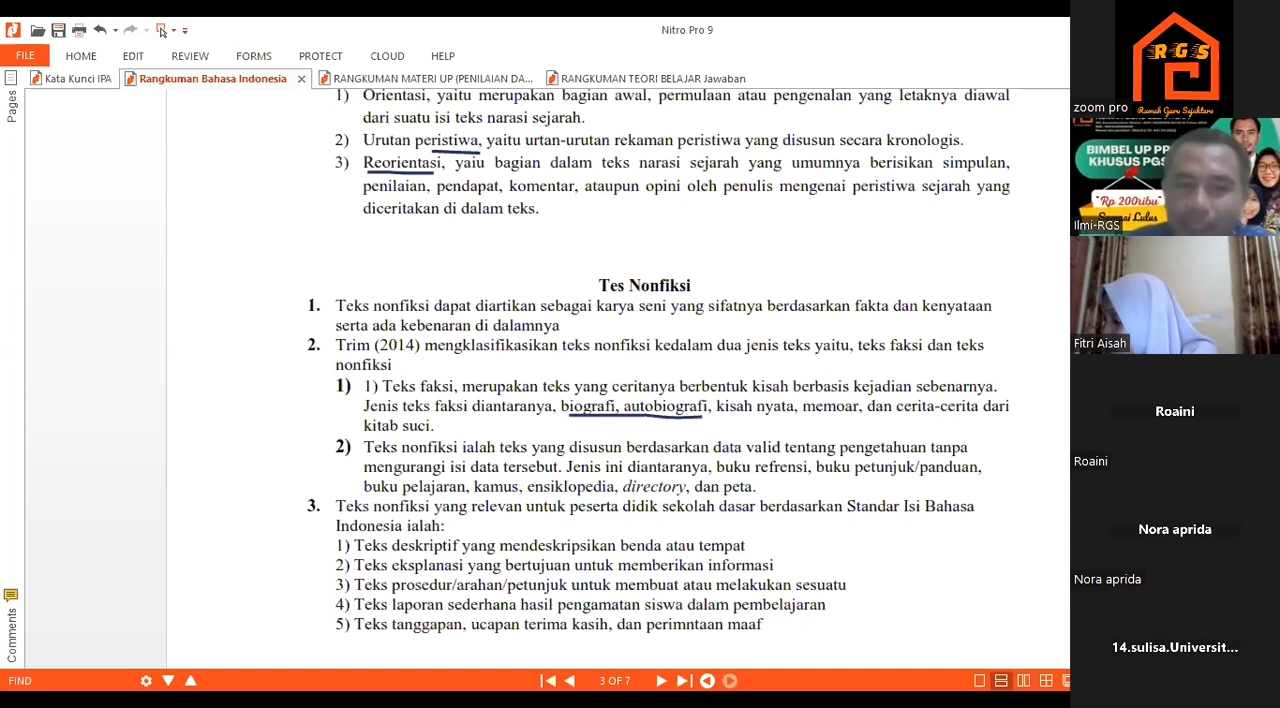 Nitro Pro 9
FILE HOME EDIT REVIEW FORMS PROTECT CLOUD HELP
Kata Kunci IPA Rangkuman Bahasa Indonesia RANGKUMAN MATERI UP (PENILAIAN DA... RANGKUMAN TEORI BELAJAR Jawaban
Pages
1) Orientasi, yaitu merupakan bagian awal, permulaan atau pengenalan yang letaknya diawal
dari suatu isi teks narasi sejarah.
2) Urutan peristiwa, yaitu urtan-urutan rekaman peristiwa yang disusun secara kronologis.
3) Reorientasi, yaiu bagian dalam teks narasi sejarah yang umumnya berisikan simpulan,
penilaian, pendapat, komentar, ataupun opini oleh penulis mengenai peristiwa sejarah yang
diceritakan di dalam teks.
Tes Nonfiksi
1. Teks nonfiksi dapat diartikan sebagai karya seni yang sifatnya berdasarkan fakta dan kenyataan
serta ada kebenaran di dalamnya
2. Trim (2014) mengklasifikasikan teks nonfiksi kedalam dua jenis teks yaitu, teks faksi dan teks
nonfiksi
1) 1) Teks faksi, merupakan teks yang ceritanya berbentuk kisah berbasis kejadian sebenarnya.
Jenis teks faksi diantaranya, biografi, autobiografi, kisah nyata, memoar, dan cerita-cerita dari
kitab suci.
2) Teks nonfiksi ialah teks yang disusun berdasarkan data valid tentang pengetahuan tanpa
mengurangi isi data tersebut. Jenis ini diantaranya, buku refrensi, buku petunjuk/panduan,
buku pelajaran, kamus, ensiklopedia, directory, dan peta.
3. Teks nonfiksi yang relevan untuk peserta didik sekolah dasar berdasarkan Standar Isi Bahasa
Indonesia ialah:
1) Teks deskriptif yang mendeskripsikan benda atau tempat
2) Teks eksplanasi yang bertujuan untuk memberikan informasi
3) Teks prosedur/arahan/petunjuk untuk membuat atau melakukan sesuatu
4) Teks laporan sederhana hasil pengamatan siswa dalam pembelajaran
5) Teks tanggapan, ucapan terima kasih, dan perimntaan maaf
Comments
FIND
3 OF 7
RGS
Rumah Guru Sejahtera
zoom pro
BIMBEL UP PP
KHUSUS PGS
"Rp 200ribu
Sampai Lulus
Ilmi-RGS
Fitri Aisah
Roaini
Roaini
Nora aprida
Nora aprida
14.sulisa.Universit...